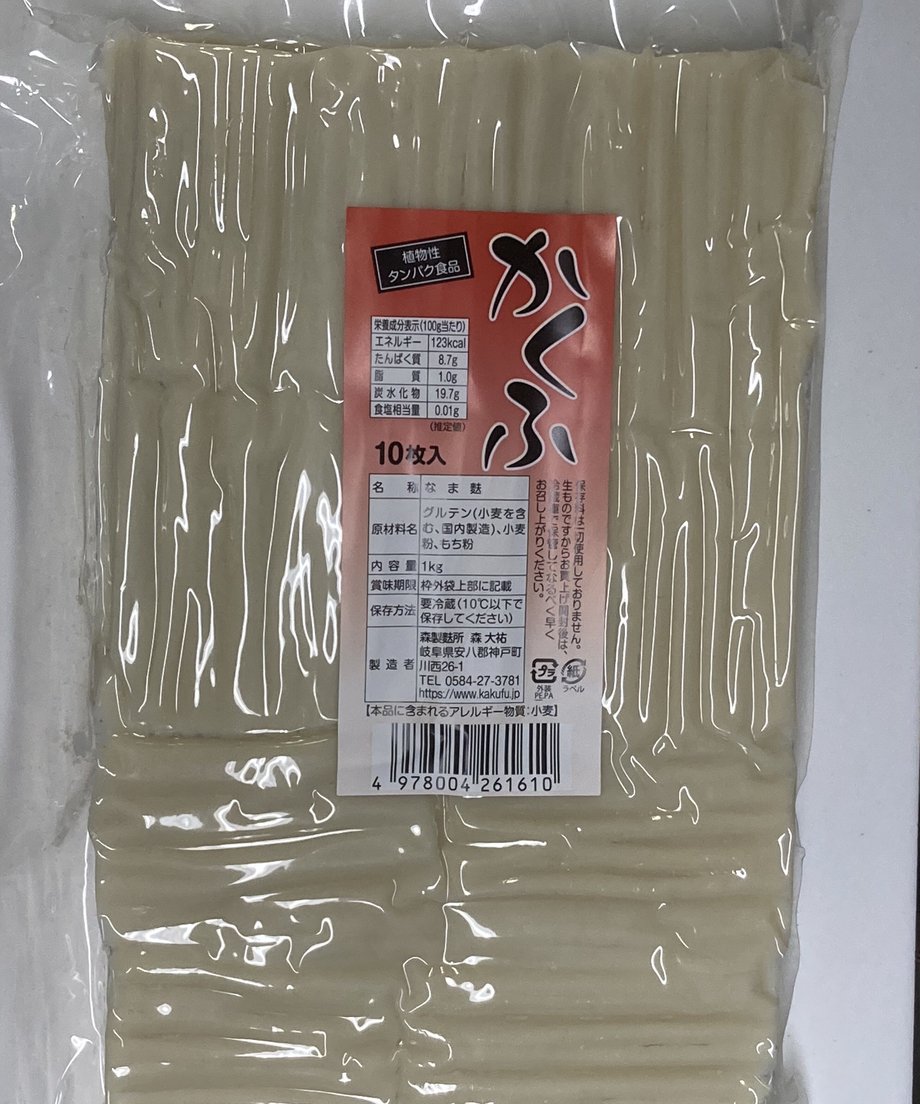 かくふ
植物性
タンパク食品
栄養成分表示(100g当たり)
エネルギー 123kcal
たんぱく質 8.7g
脂質 1.0g
炭水化物 19.7g
食塩相当量 0.01g
(推定値)
10枚入
保存料は一切使用しておりません。
生ものですからお買上げ開封後は、
冷蔵庫で保管してなるべく早く
お召し上がりください。
名称 なま麩
原材料名 グルテン(小麦を含
む、国内製造)、小麦
粉、もち粉
内容量 1kg
賞味期限 枠外袋上部に記載
保存方法 要冷蔵(10℃以下で
保存してください)
製造者 森製麩所 森 大祐
岐阜県安八郡神戸町
川西26-1
TEL 0584-27-3781
https://www.kakufu.jp
プラ
外装
PE,PA
紙
ラベル
【本品に含まれるアレルギー物質:小麦】
4 978004 261610